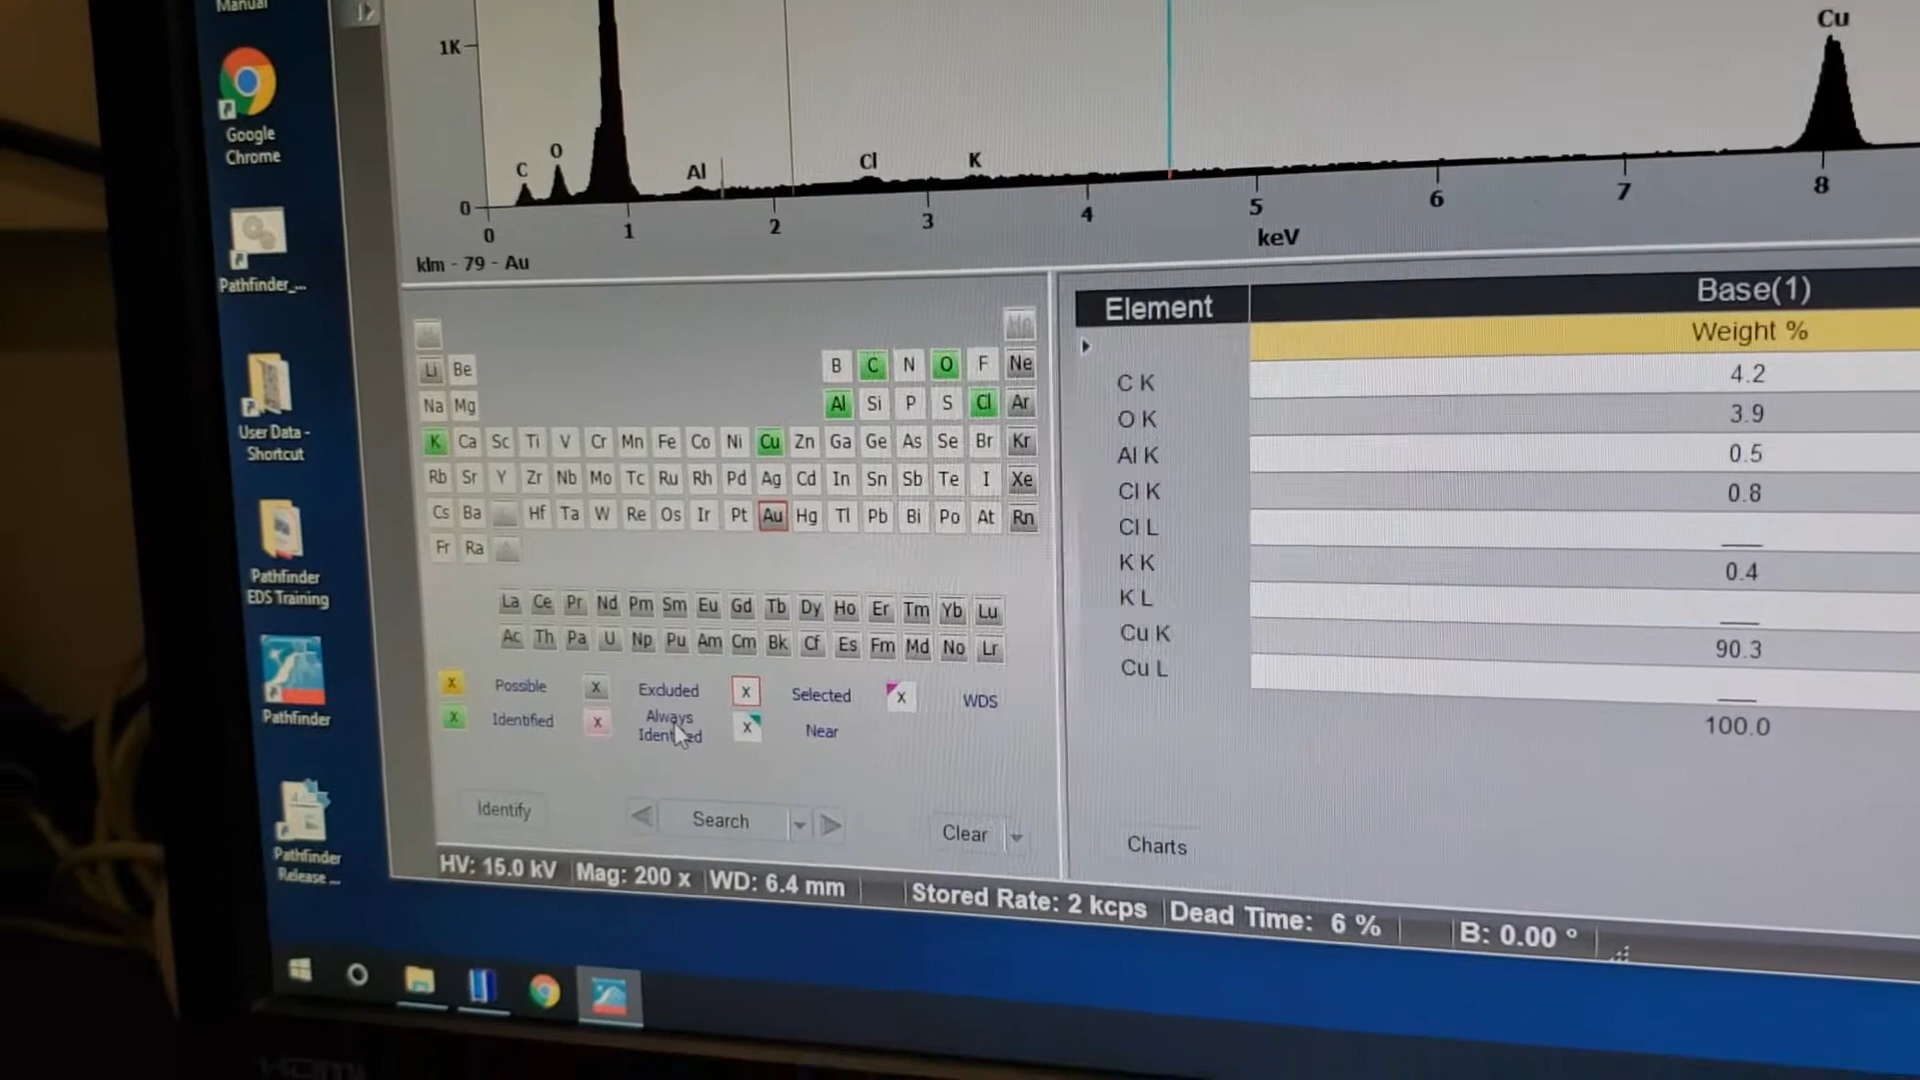 Manual
Google
Chrome
Pathfinder_...
User Data -
Shortcut
Pathfinder
EDS Training
Pathfinder
Pathfinder
Release ...
1K
0
C
O
Al
Cl
K
Cu
0 1 2 3 4 5 6 7 8
keV
klm - 79 - Au
Li Be B C N O F Ne
Na Mg Al Si P S Cl Ar
K Ca Sc Ti V Cr Mn Fe Co Ni Cu Zn Ga Ge As Se Br Kr
Rb Sr Y Zr Nb Mo Tc Ru Rh Pd Ag Cd In Sn Sb Te I Xe
Cs Ba Hf Ta W Re Os Ir Pt Au Hg Tl Pb Bi Po At Rn
Fr Ra
La Ce Pr Nd Pm Sm Eu Gd Tb Dy Ho Er Tm Yb Lu
Ac Th Pa U Np Pu Am Cm Bk Cf Es Fm Md No Lr
X Possible X Excluded X Selected X WDS
X Identified X Always Identified X Near
Identify Search Clear
Element Base(1)
Weight %
C K 4.2
O K 3.9
Al K 0.5
Cl K 0.8
Cl L
K K 0.4
K L
Cu K 90.3
Cu L
100.0
Charts
HV: 15.0 kV Mag: 200 x WD: 6.4 mm Stored Rate: 2 kcps Dead Time: 6 % B: 0.00 °